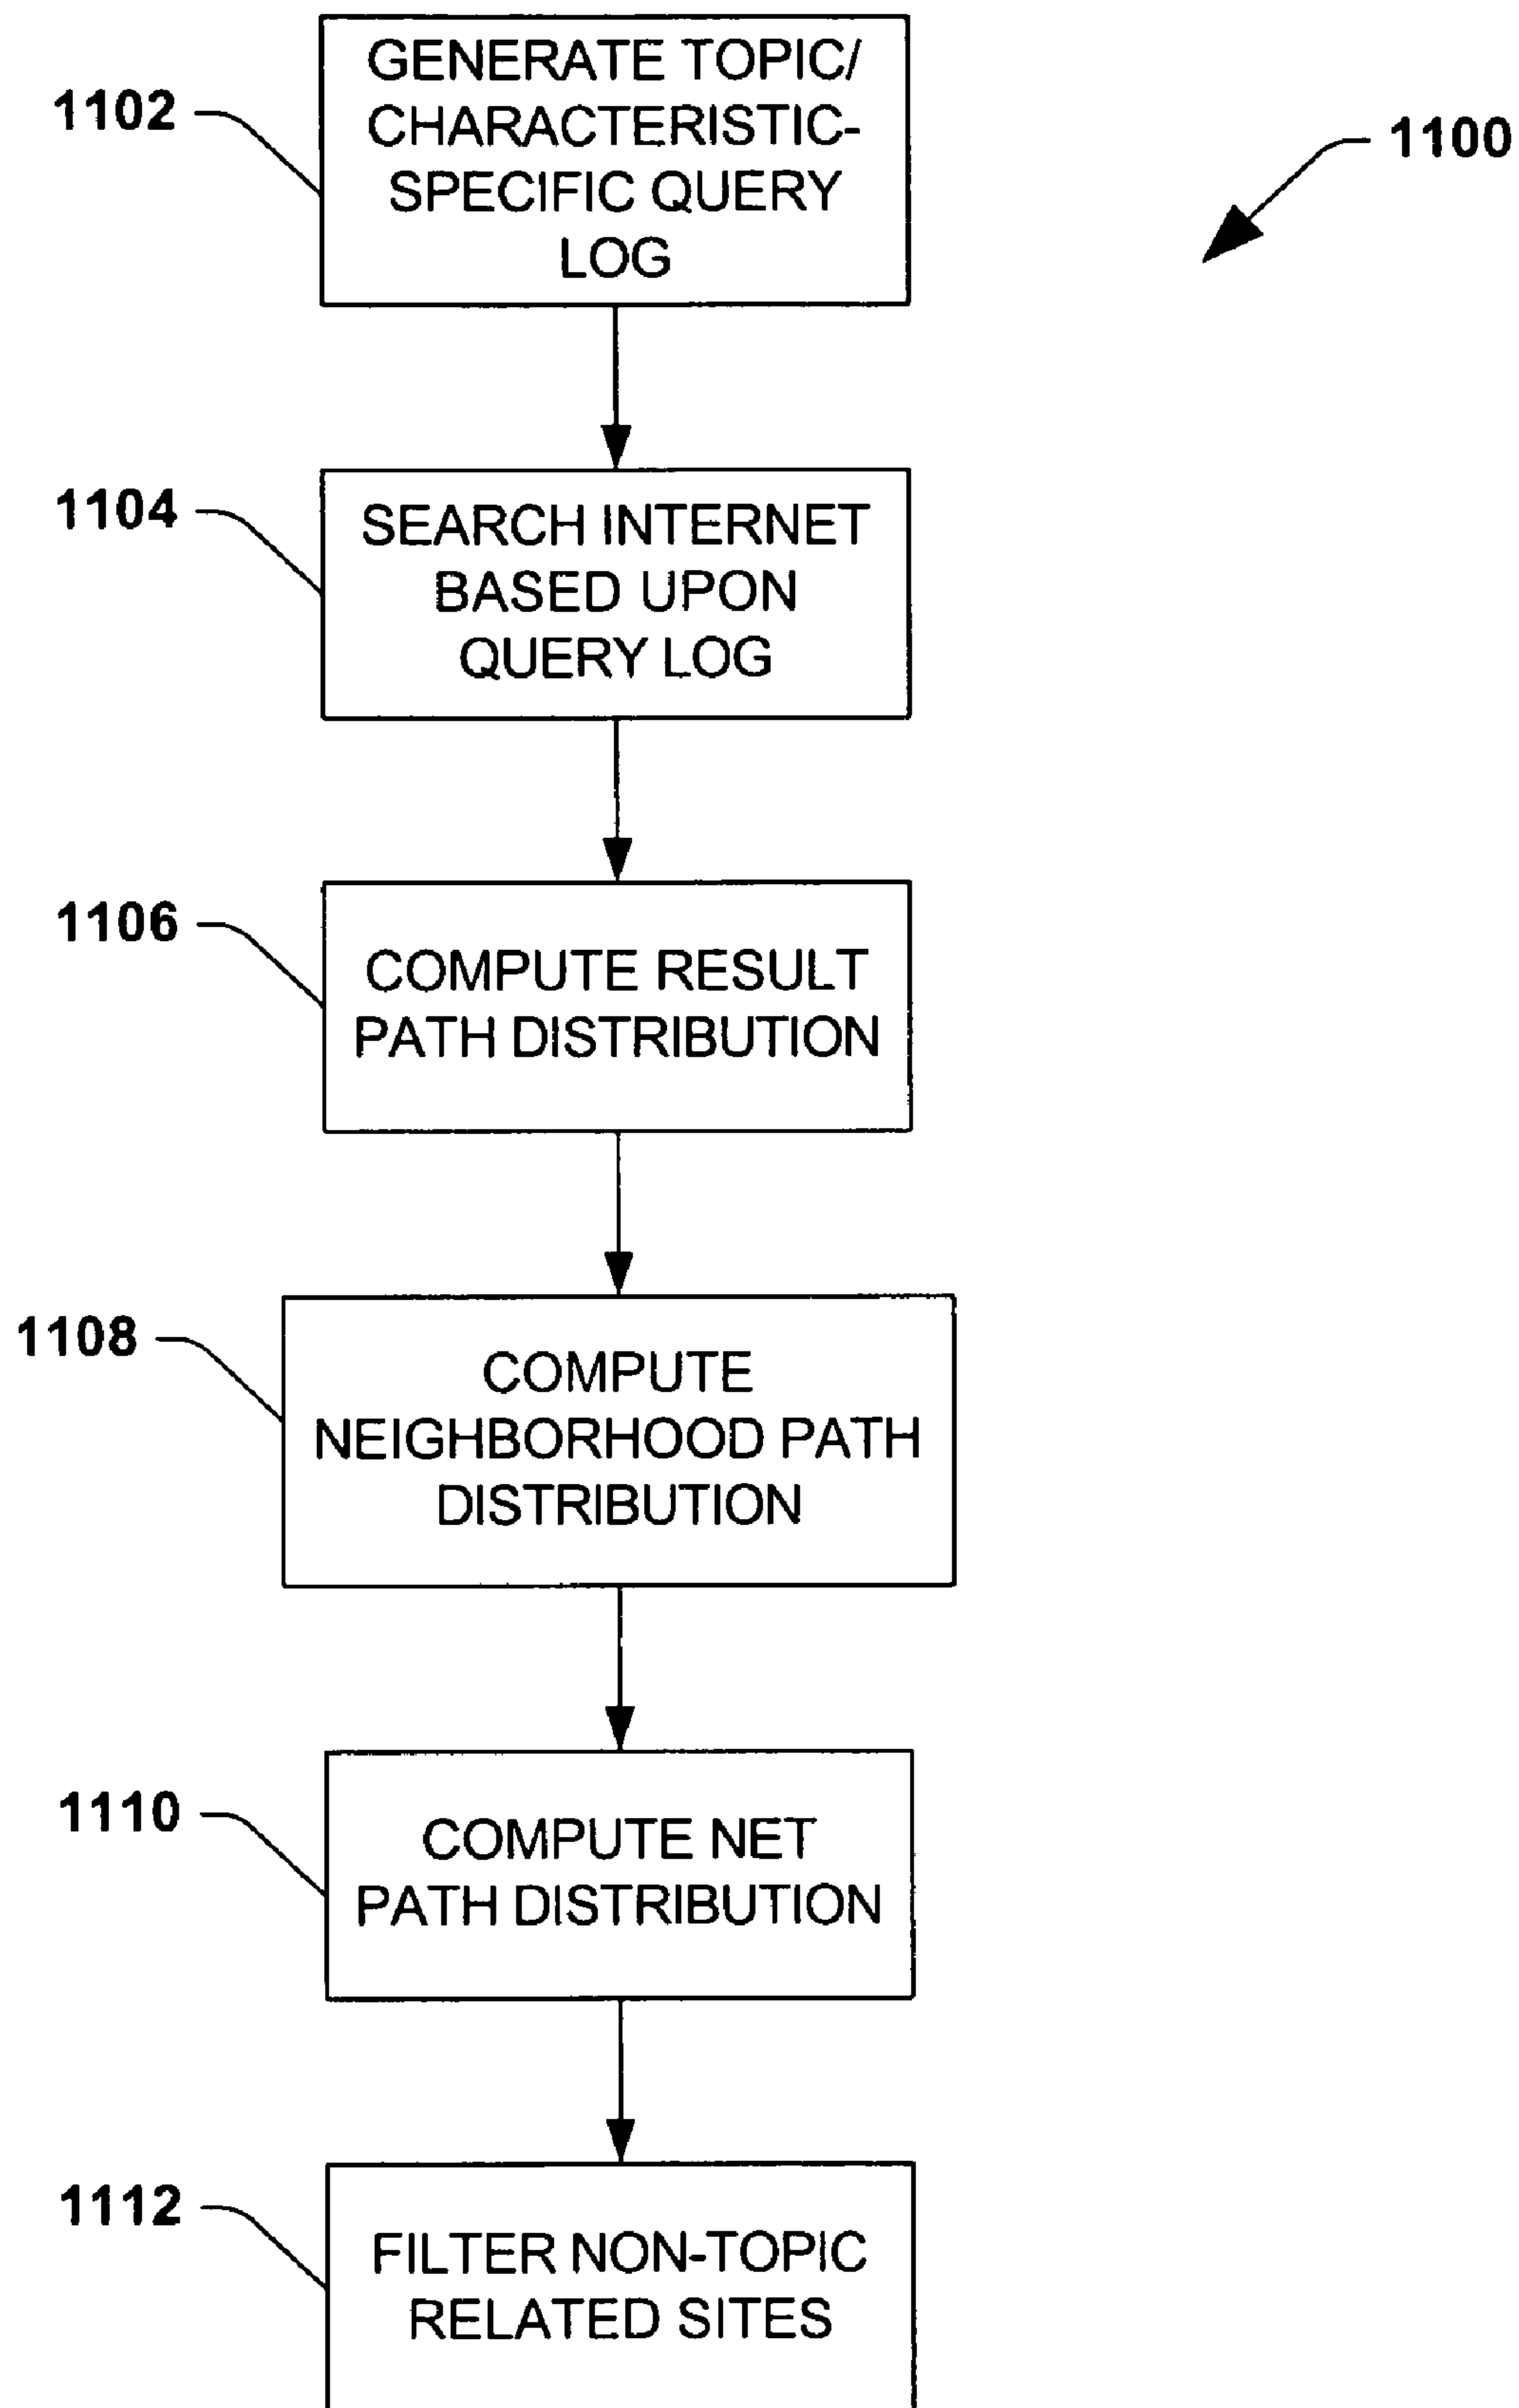 1100
1102
GENERATE TOPIC/
CHARACTERISTIC-
SPECIFIC QUERY
LOG
1104
SEARCH INTERNET
BASED UPON
QUERY LOG
1106
COMPUTE RESULT
PATH DISTRIBUTION
1108
COMPUTE
NEIGHBORHOOD PATH
DISTRIBUTION
1110
COMPUTE NET
PATH DISTRIBUTION
1112
FILTER NON-TOPIC
RELATED SITES